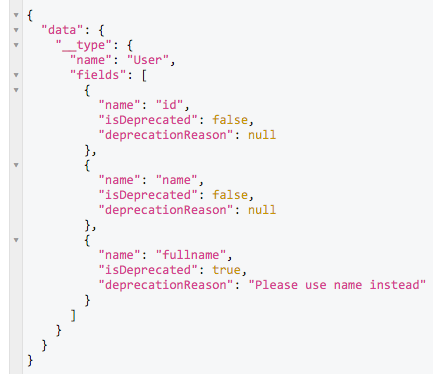 {
"data": {
"__type": {
"name": "User",
"fields": [
{
"name": "id",
"isDeprecated": false,
"deprecationReason": null
},
{
"name": "name",
"isDeprecated": false,
"deprecationReason": null
},
{
"name": "fullname",
"isDeprecated": true,
"deprecationReason": "Please use name instead"
}
]
}
}
}